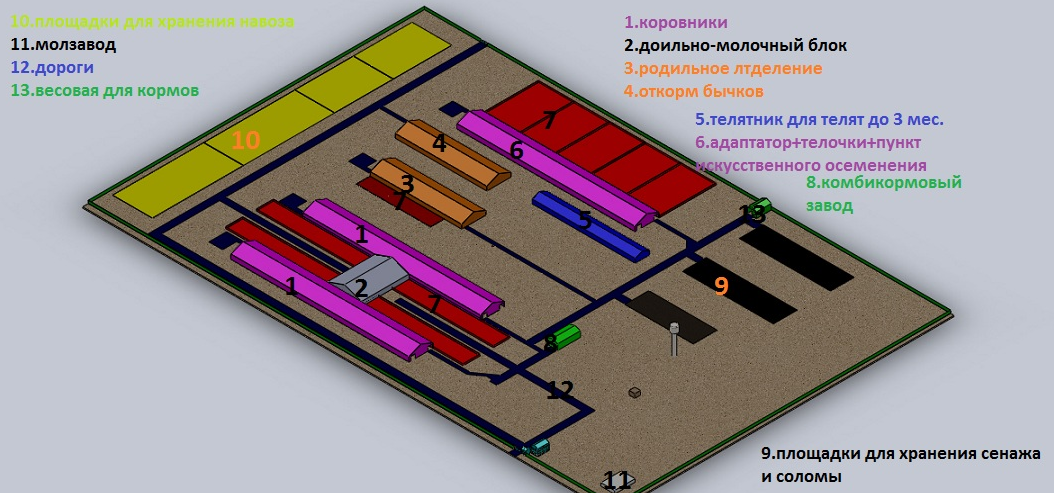 10.площадки для хранения навоза
11.молзавод
12.дороги
13.весовая для кормов
1.коровники
2.доильно-молочный блок
3.родильное лтделение
4.откорм бычков
5.телятник для телят до 3 мес.
6.адаптатор+телочки+пункт
искусственного осеменения
8.комбикормовый
завод
10
4
6
7
3
7
5
13
1
1
2
7
9
8
12
11
9.площадки для хранения сенажа
и соломы